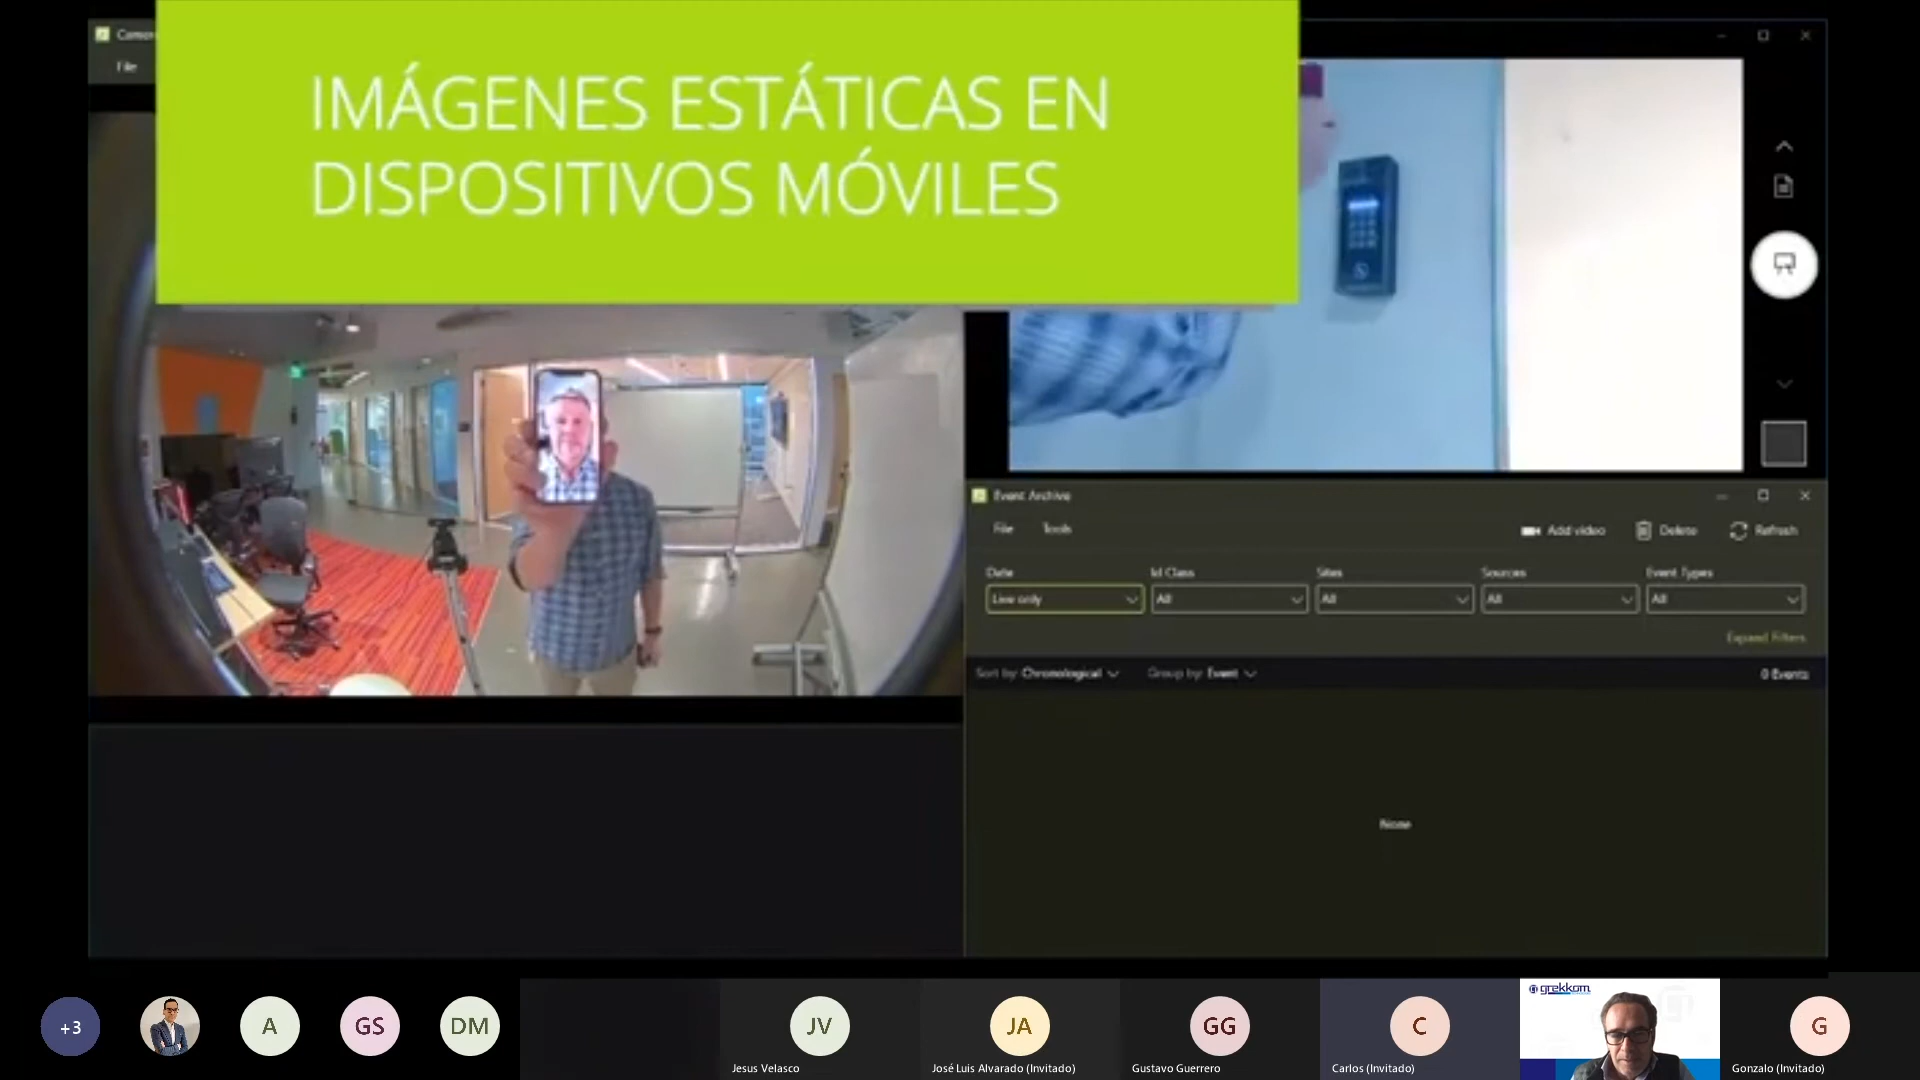 IMÁGENES ESTÁTICAS EN
DISPOSITIVOS MÓVILES
File
Event Archive
File Tools
Add video Delete Refresh
Date Id Class Sites Sources Event Types
Live only All All All All
Expand Filters
Sort by: Chronological Group by: Event 0 Events
None
+3 A GS DM JV JA GG C G
grekkom
Jesus Velasco
José Luis Alvarado (Invitado)
Gustavo Guerrero
Carlos (Invitado)
Gonzalo (Invitado)